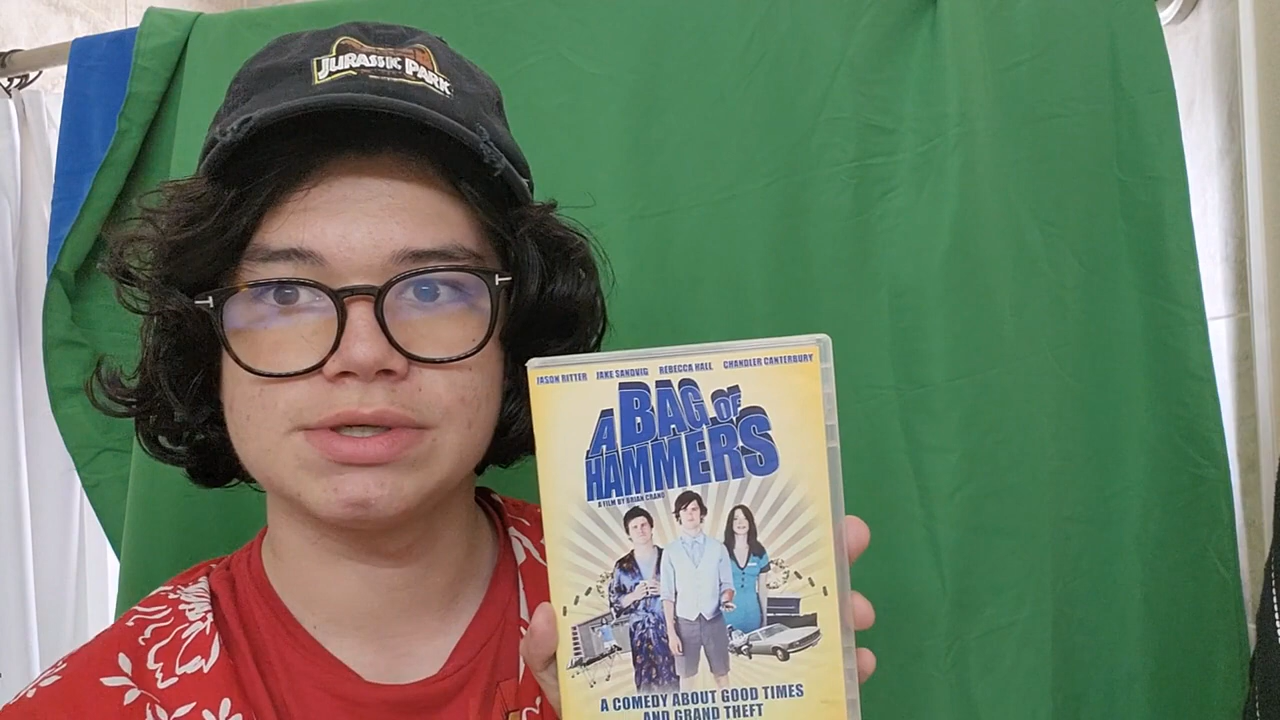 JURASSIC PARK
JASON RITTER JAKE SANDVIG REBECCA HALL CHANDLER CANTERBURY
A BAG OF
HAMMERS
A FILM BY BRIAN CRANO
A COMEDY ABOUT GOOD TIMES
AND GRAND THEFT